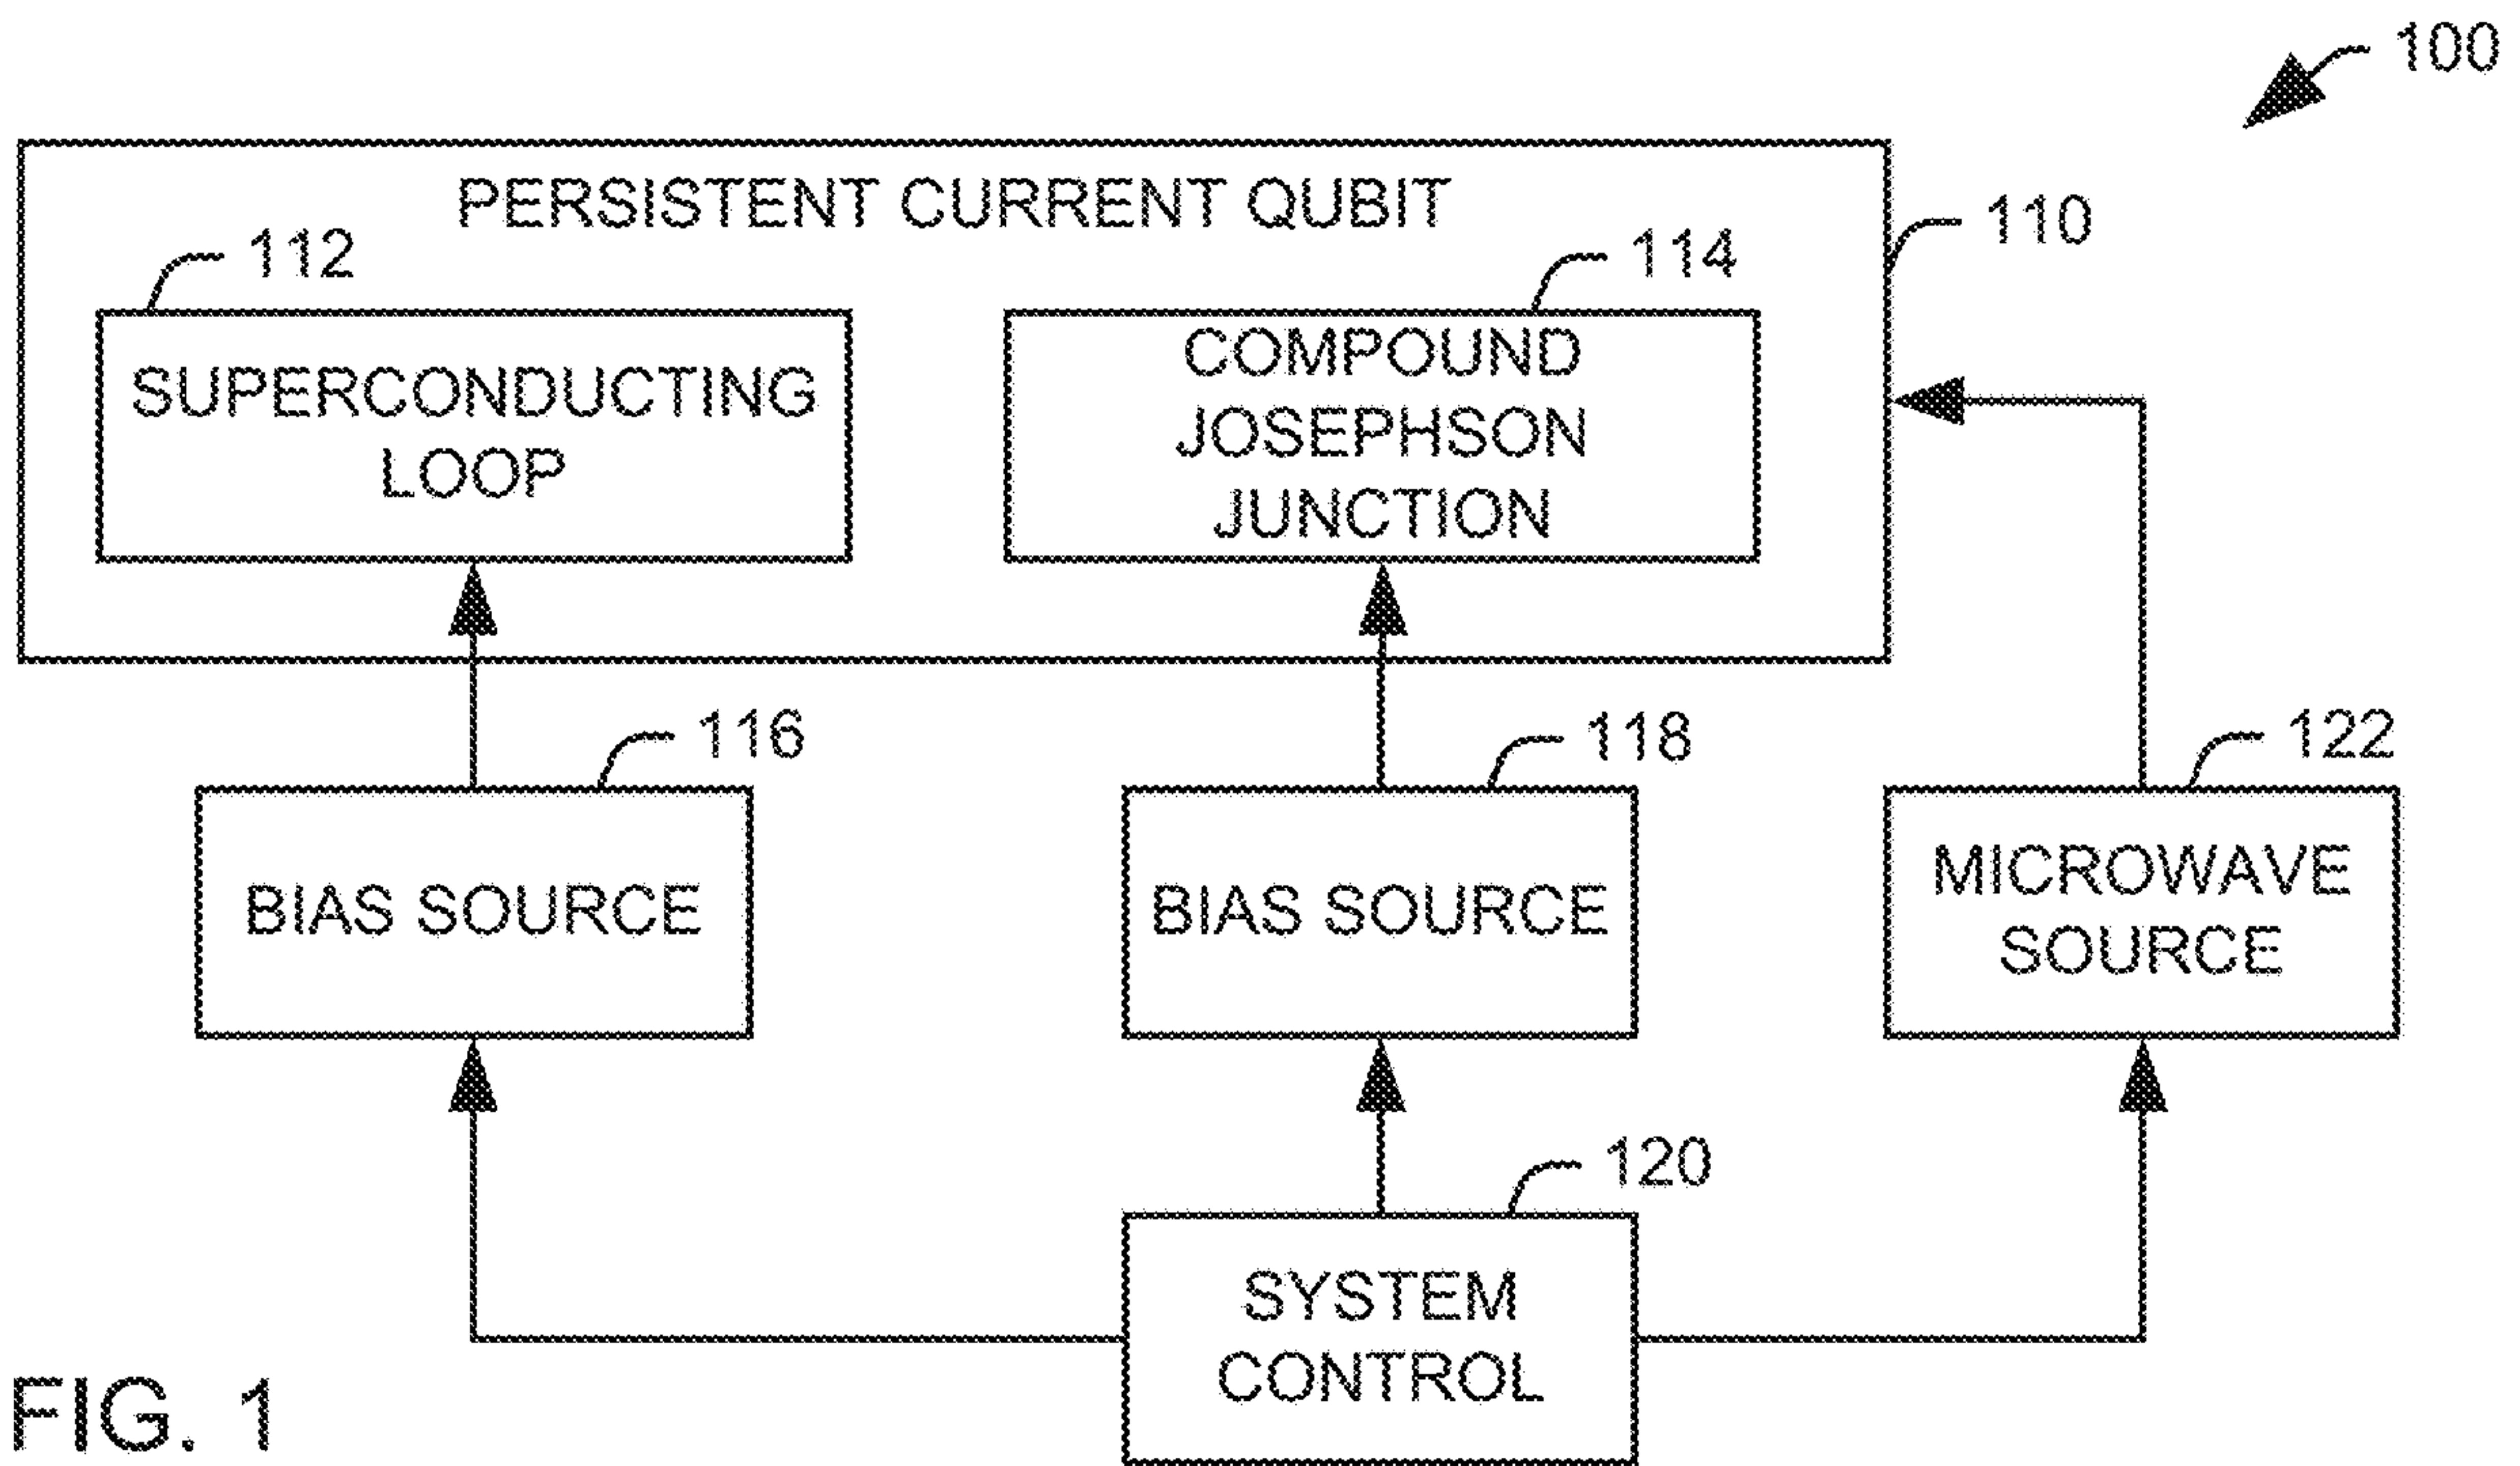 100
PERSISTENT CURRENT QUBIT
110
112
114
SUPERCONDUCTING
LOOP
COMPOUND
JOSEPHSON
JUNCTION
116
118
122
BIAS SOURCE
BIAS SOURCE
MICROWAVE
SOURCE
120
SYSTEM
CONTROL
FIG. 1